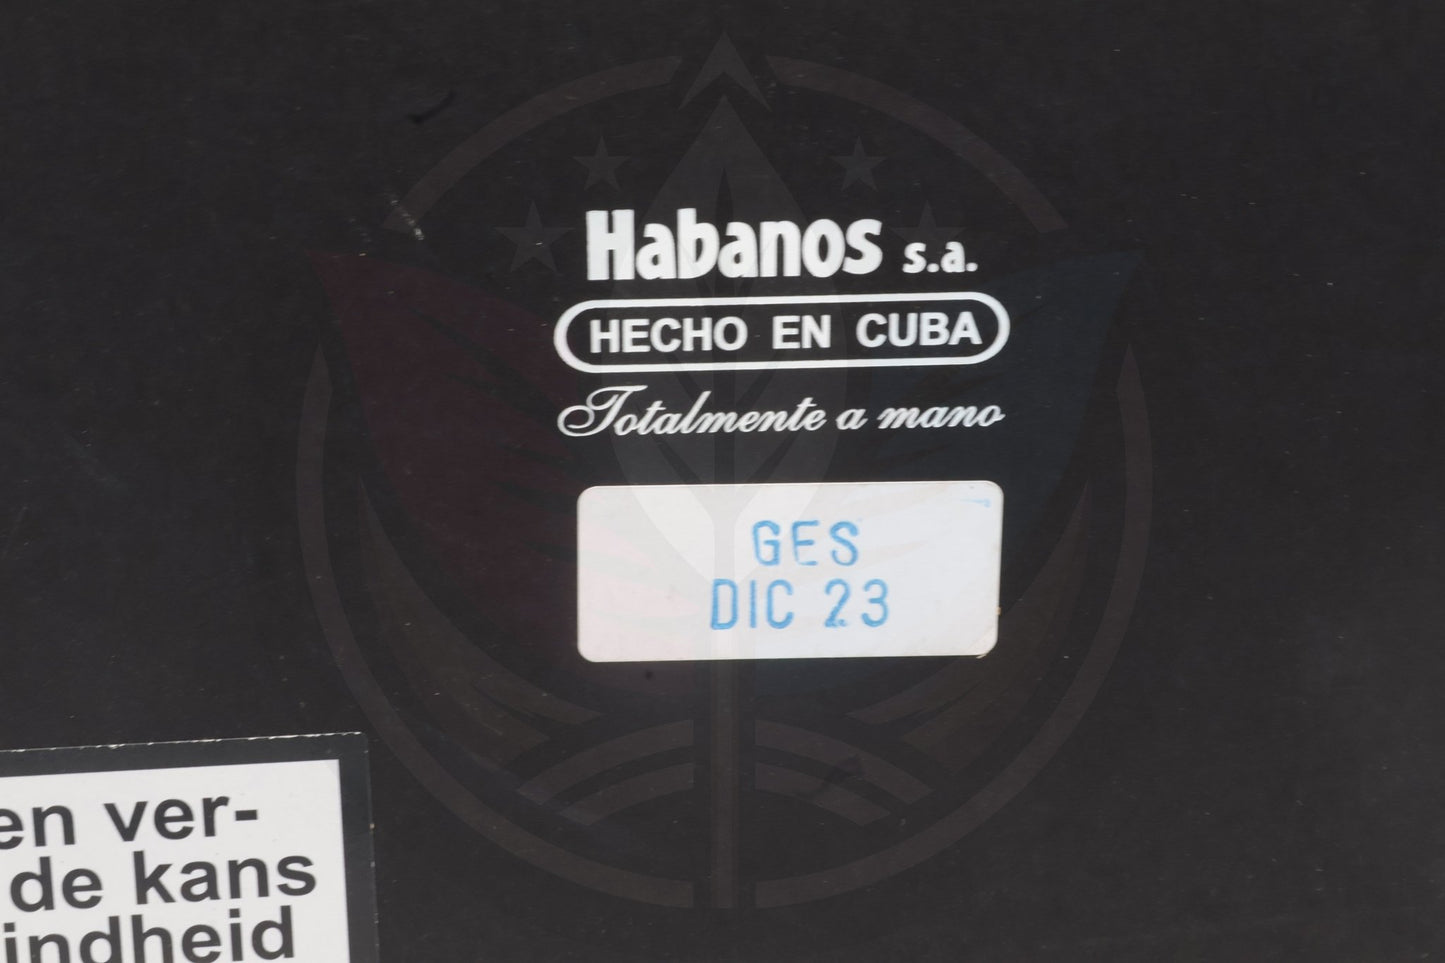 Habanos s.a.
HECHO EN CUBA
Totalmente a mano
GES
DIC 23
en ver-
de kans
indheid